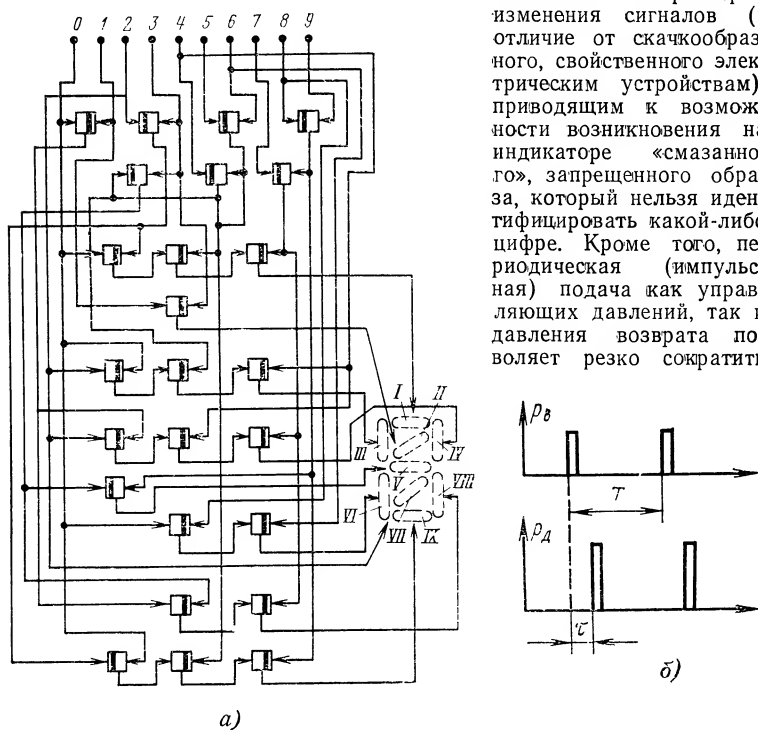 изменения сигналов (
отличие от скачкообраз
ного, свойственного элек
трическим устройствам)
приводящим к возмож
ности возникновения на
индикаторе «смазанно
го», запрещенного обра
за, который нельзя иден
тифицировать какой-либо
цифре. Кроме того, пе
риодическая (импульс
ная) подача как управ
ляющих давлений, так и
давления возврата по
воляет резко сократить
0 1 2 3 4 5 6 7 8 9
I II
III IV
V
VI VII IX VIII
а)
pв
T
pд
τ
б)